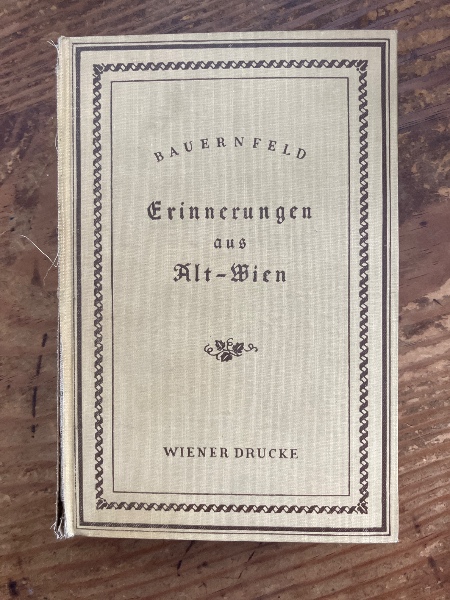 BAUERNFELD
Erinnerungen
aus
Alt-Wien
WIENER DRUCKE